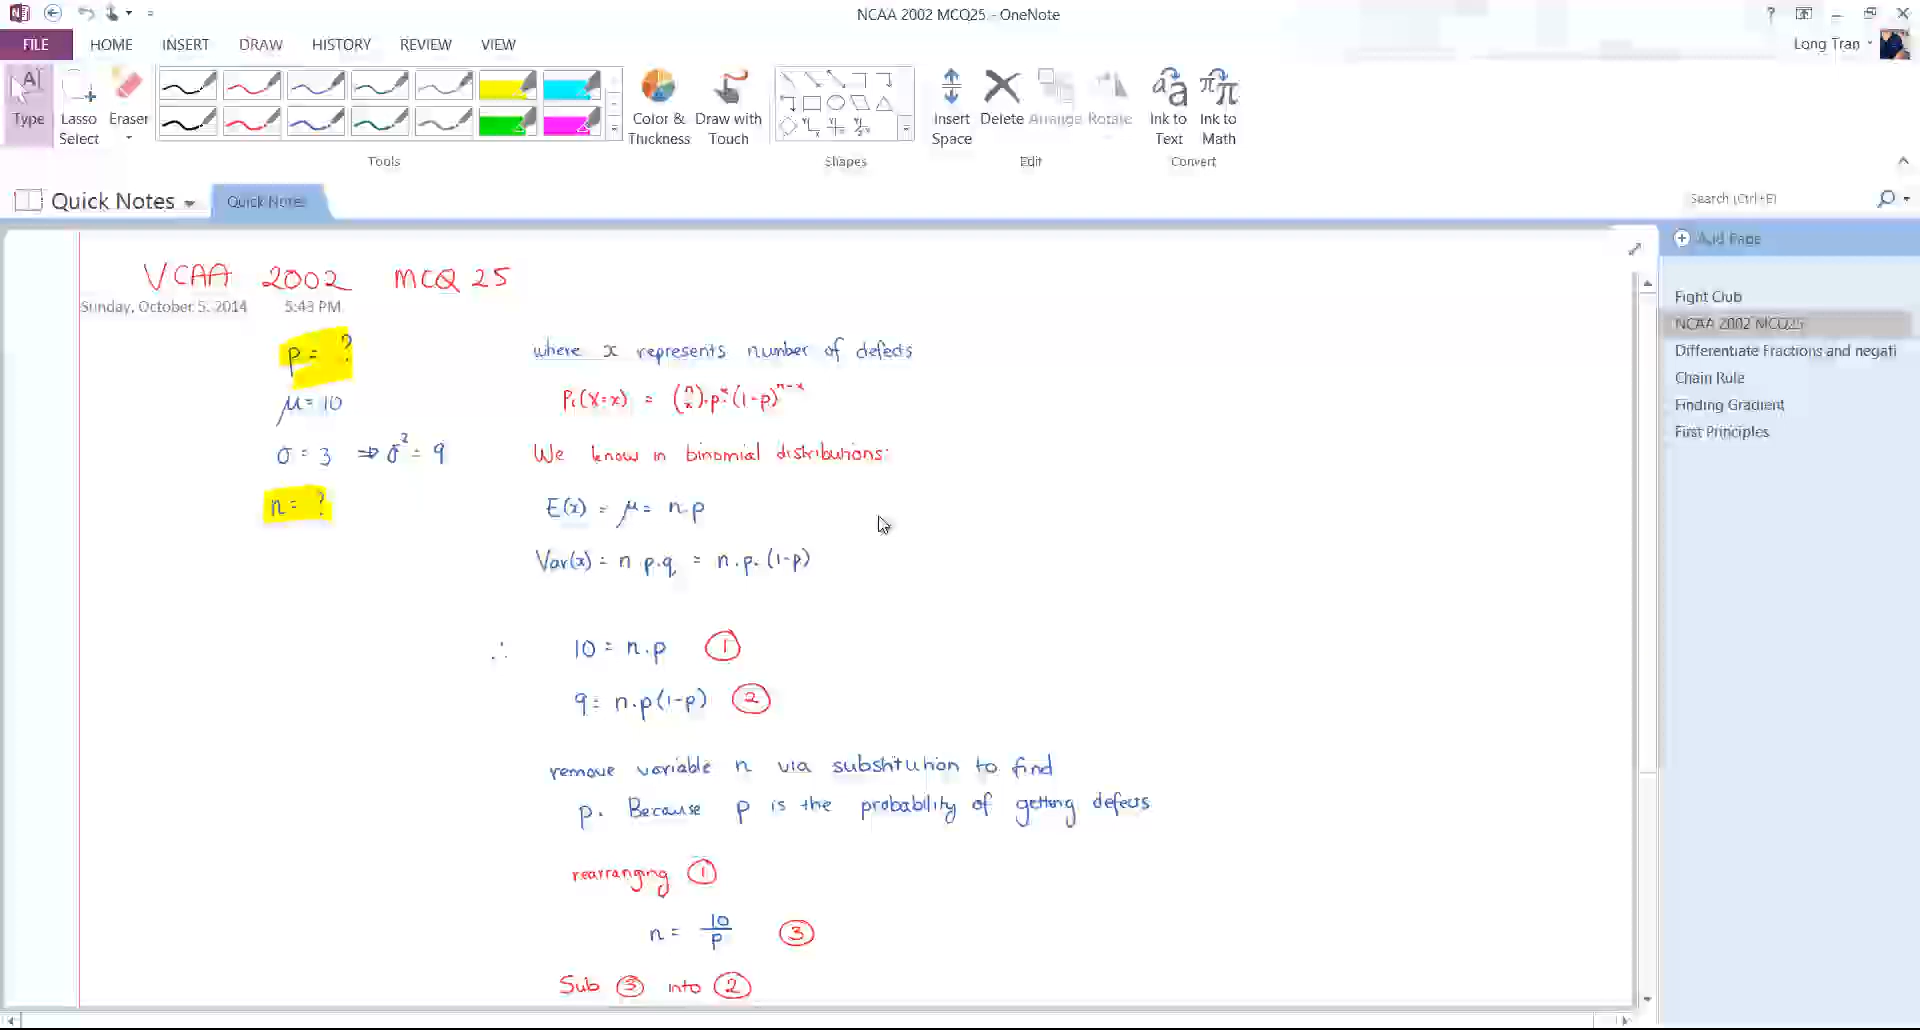 NCAA 2002 MCQ25 - OneNote
?
FILE HOME INSERT DRAW HISTORY REVIEW VIEW
Long Tran
Type
Lasso Select
Eraser
Color & Thickness
Draw with Touch
Insert Space
Delete
Arrange
Rotate
Ink to Text
Ink to Math
Tools
Shapes
Edit
Convert
Quick Notes
Quick Notes
Search (Ctrl+E)
Add Page
Fight Club
NCAA 2002 MCQ25
Differentiate Fractions and negati
Chain Rule
Finding Gradient
First Principles
VCAA 2002 MCQ 25
Sunday, October 5, 2014 5:43 PM
p = ?
μ = 10
σ = 3 ⇒ σ² = 9
n = ?
where x represents number of defects
Pr(X=x) = (n x).p^x.(1-p)^n-x
We know in binomial distributions:
E(x) = μ = n.p
Var(x) = n.p.q = n.p.(1-p)
∴ 10 = n.p ①
9 = n.p(1-p) ②
remove variable n via substitution to find
p. Because p is the probability of getting defects
rearranging ①
n = 10/p ③
Sub ③ into ②